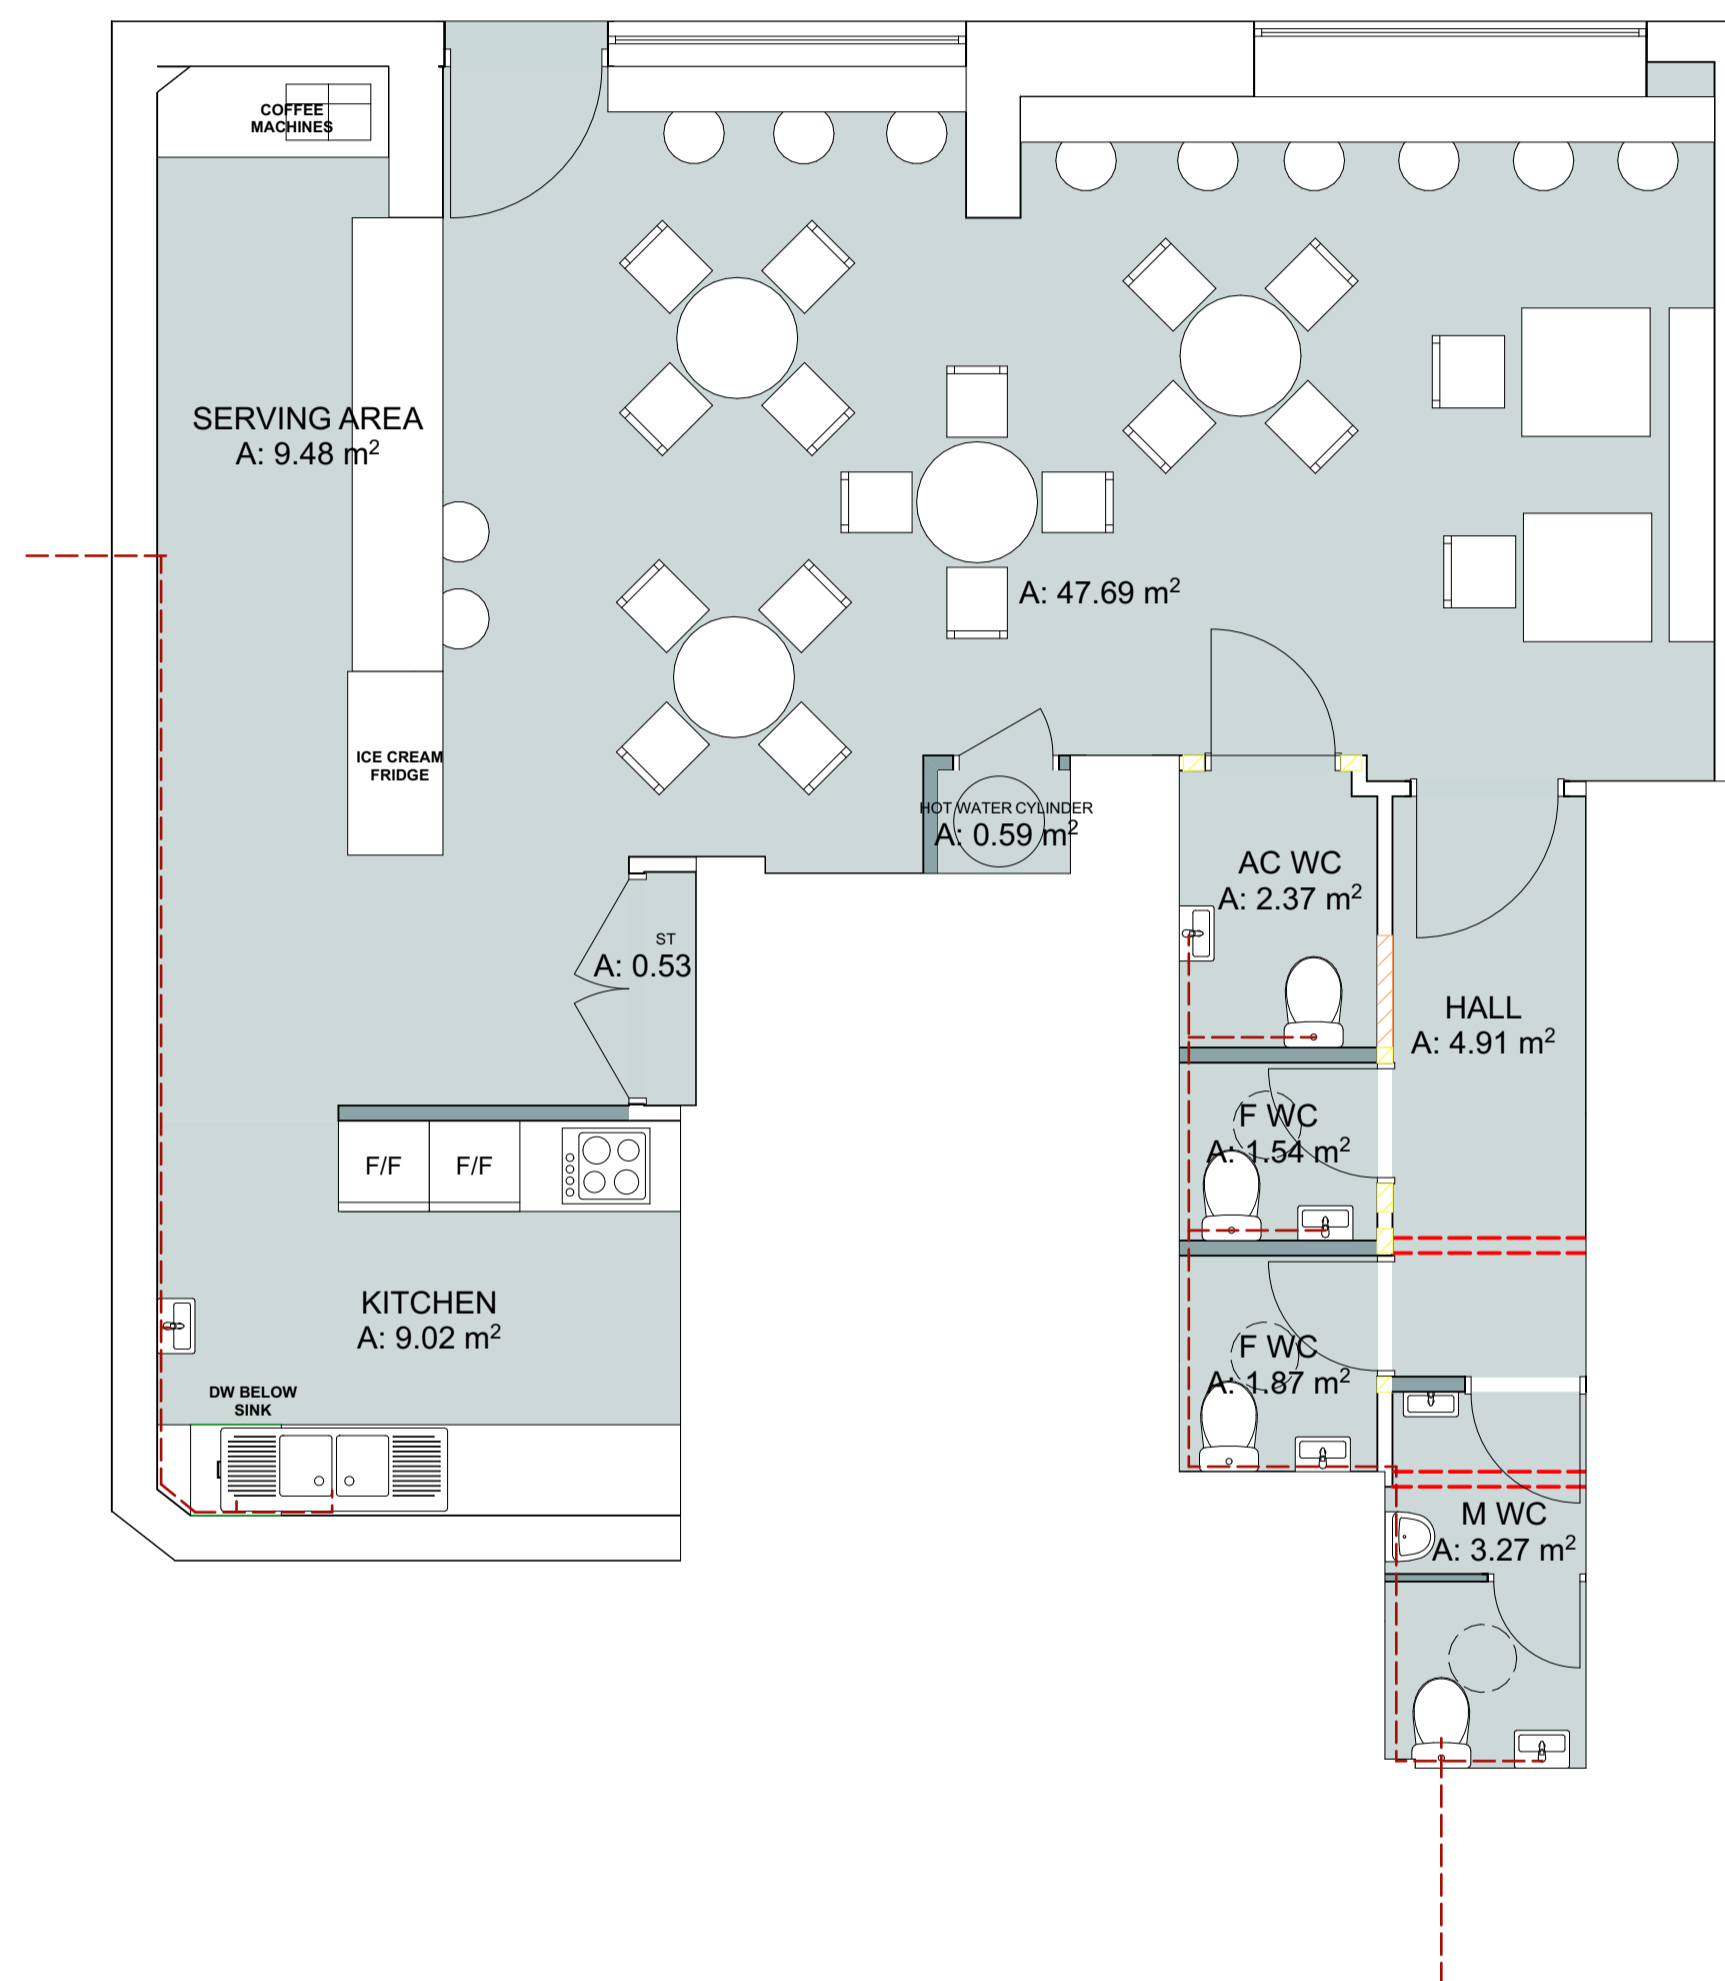 COFFEE
MACHINES
SERVING AREA
A: 9.48 m²
A: 47.69 m²
ICE CREAM
FRIDGE
HOT WATER CYLINDER
A: 0.59 m²
AC WC
A: 2.37 m²
ST
A: 0.53
HALL
A: 4.91 m²
F WC
A: 1.54 m²
F/F
F/F
KITCHEN
A: 9.02 m²
F WC
A: 1.87 m²
DW BELOW
SINK
M WC
A: 3.27 m²